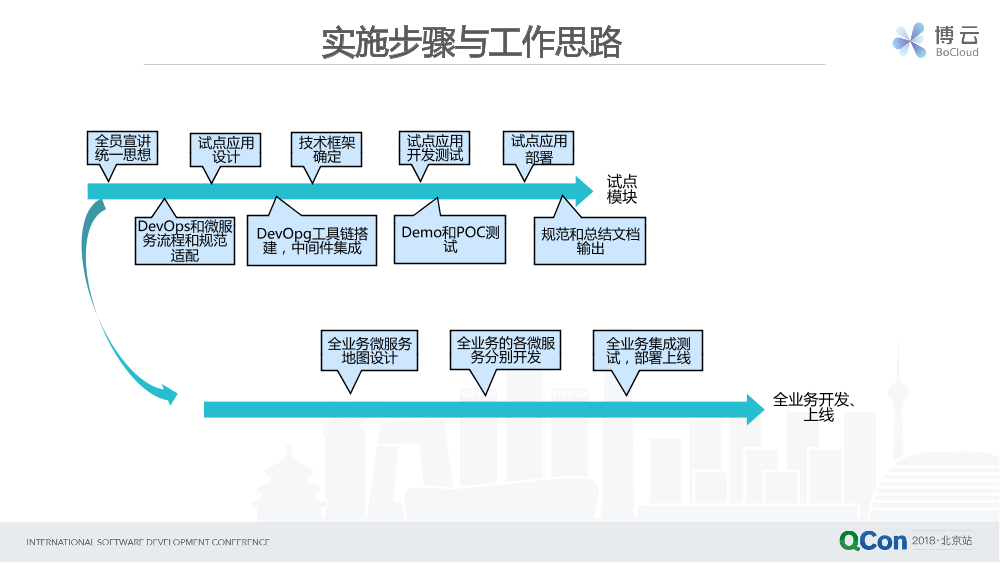 实施步骤与工作思路
博云
BoCloud
全员宣讲
统一思想
试点应用
设计
技术框架
确定
试点应用
开发测试
试点应用
部署
试点
模块
DevOps和微服
务流程和规范
适配
DevOpg工具链搭
建，中间件集成
Demo和POC测
试
规范和总结文档
输出
全业务微服务
地图设计
全业务的各微服
务分别开发
全业务集成测
试，部署上线
全业务开发、
上线
INTERNATIONAL SOFTWARE DEVELOPMENT CONFERENCE
QCon 2018·北京站